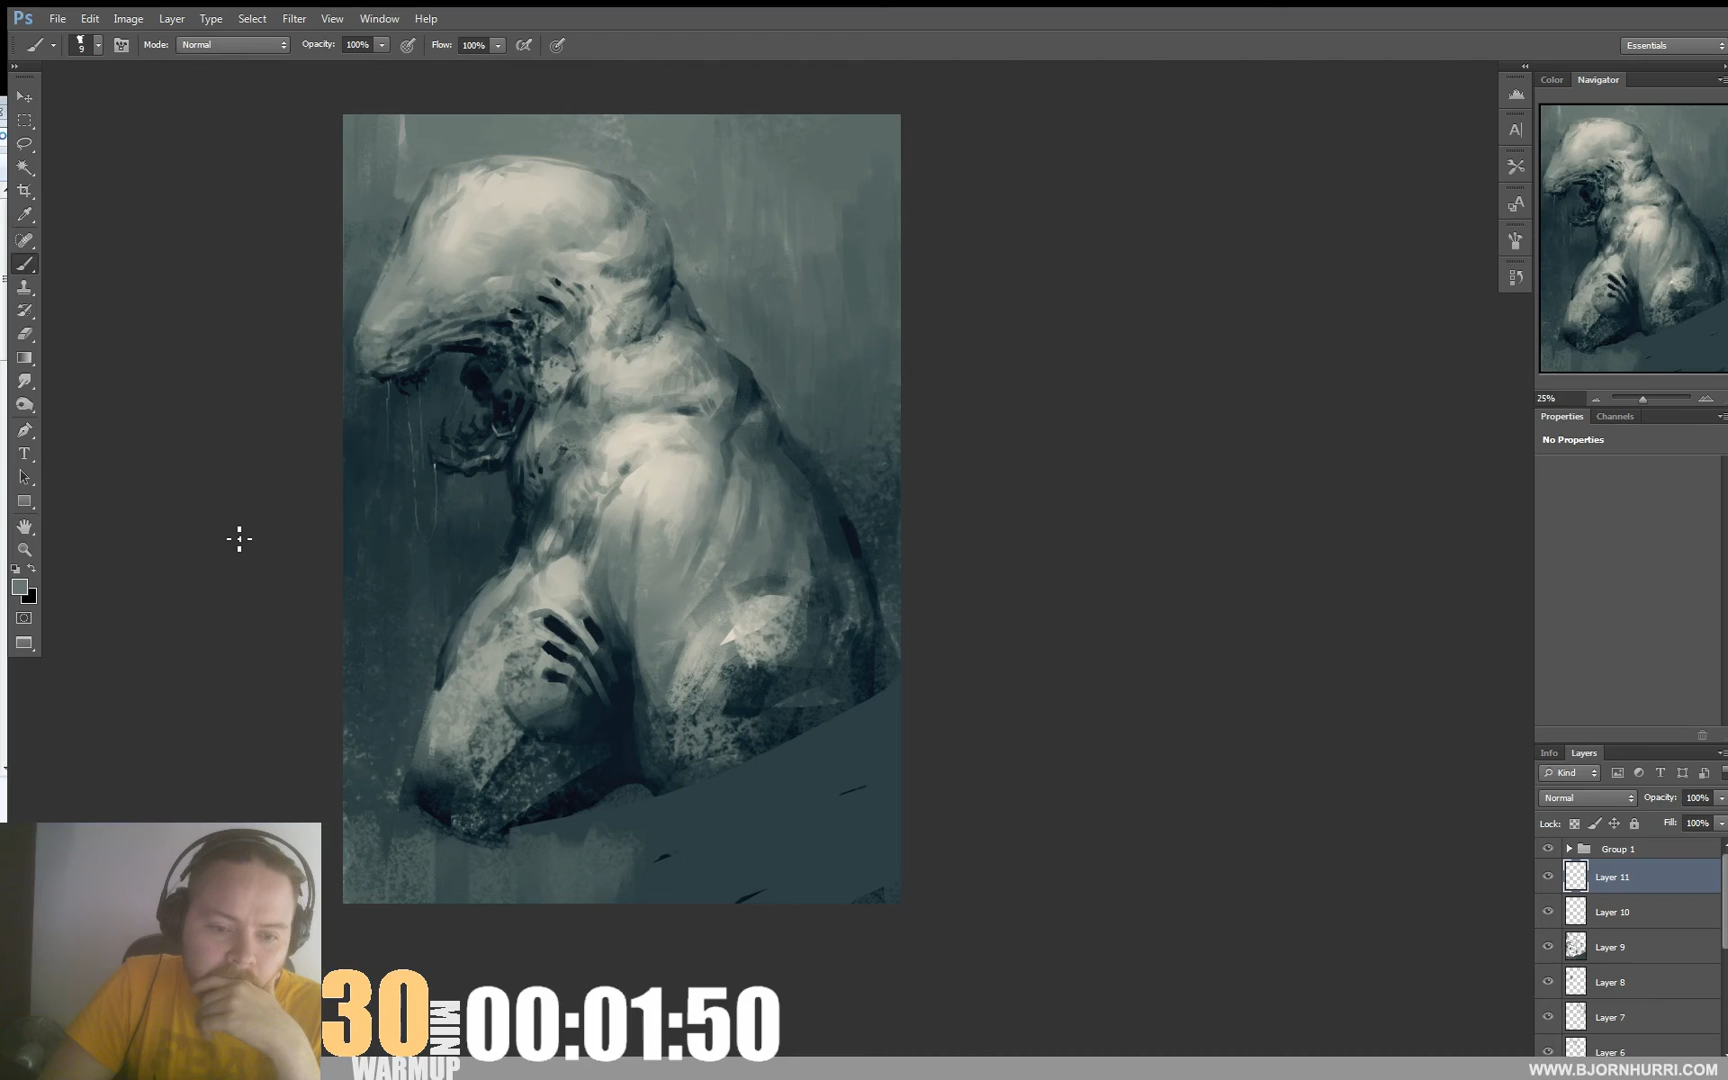 Ps File Edit Image Layer Type Select Filter View Window Help
9 Mode: Normal Opacity: 100% Flow: 100% Essentials
Color Navigator
25%
Properties Channels
No Properties
Info Layers
Kind
Normal Opacity: 100%
Lock: Fill: 100%
Group 1
Layer 11
Layer 10
Layer 9
Layer 8
Layer 7
Layer 6
30 MIN WARMUP 00:01:50
WWW.BJORNHURRI.COM